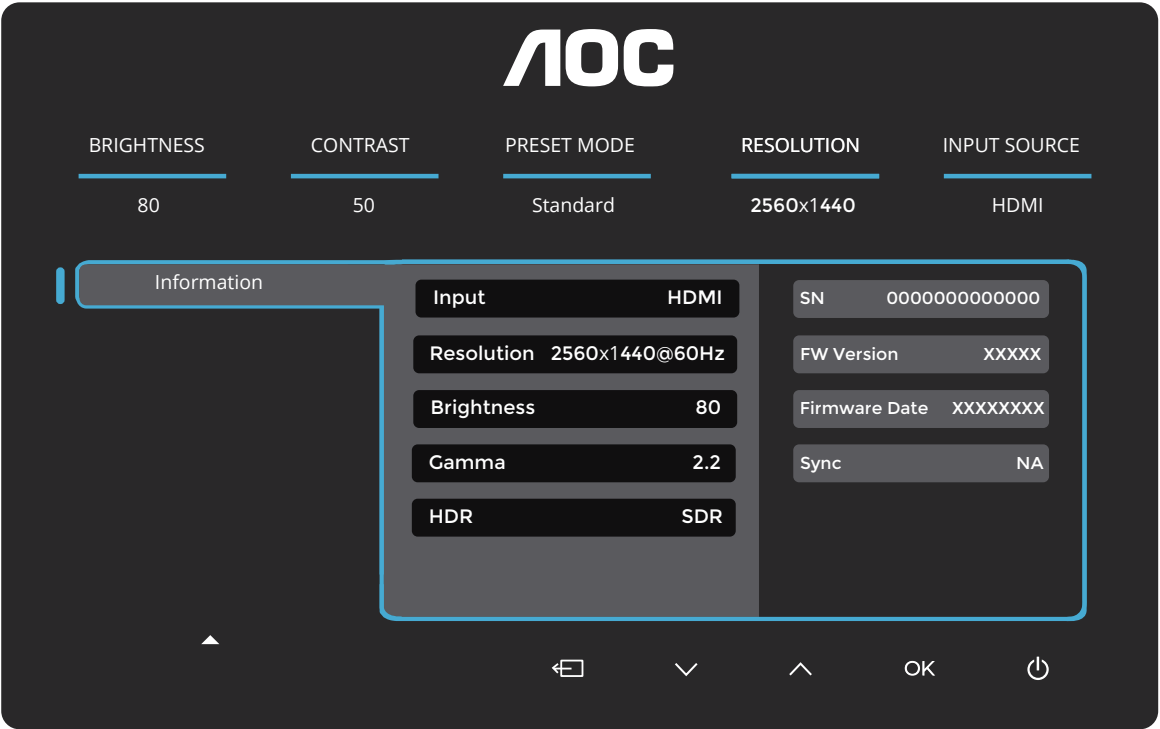 AOC
BRIGHTNESS CONTRAST PRESET MODE RESOLUTION INPUT SOURCE
80 50 Standard 2560x1440 HDMI
Information
Input HDMI
SN 0000000000000
Resolution 2560x1440@60Hz
FW Version XXXXX
Brightness 80
Firmware Date XXXXXXXX
Gamma 2.2
Sync NA
HDR SDR
OK